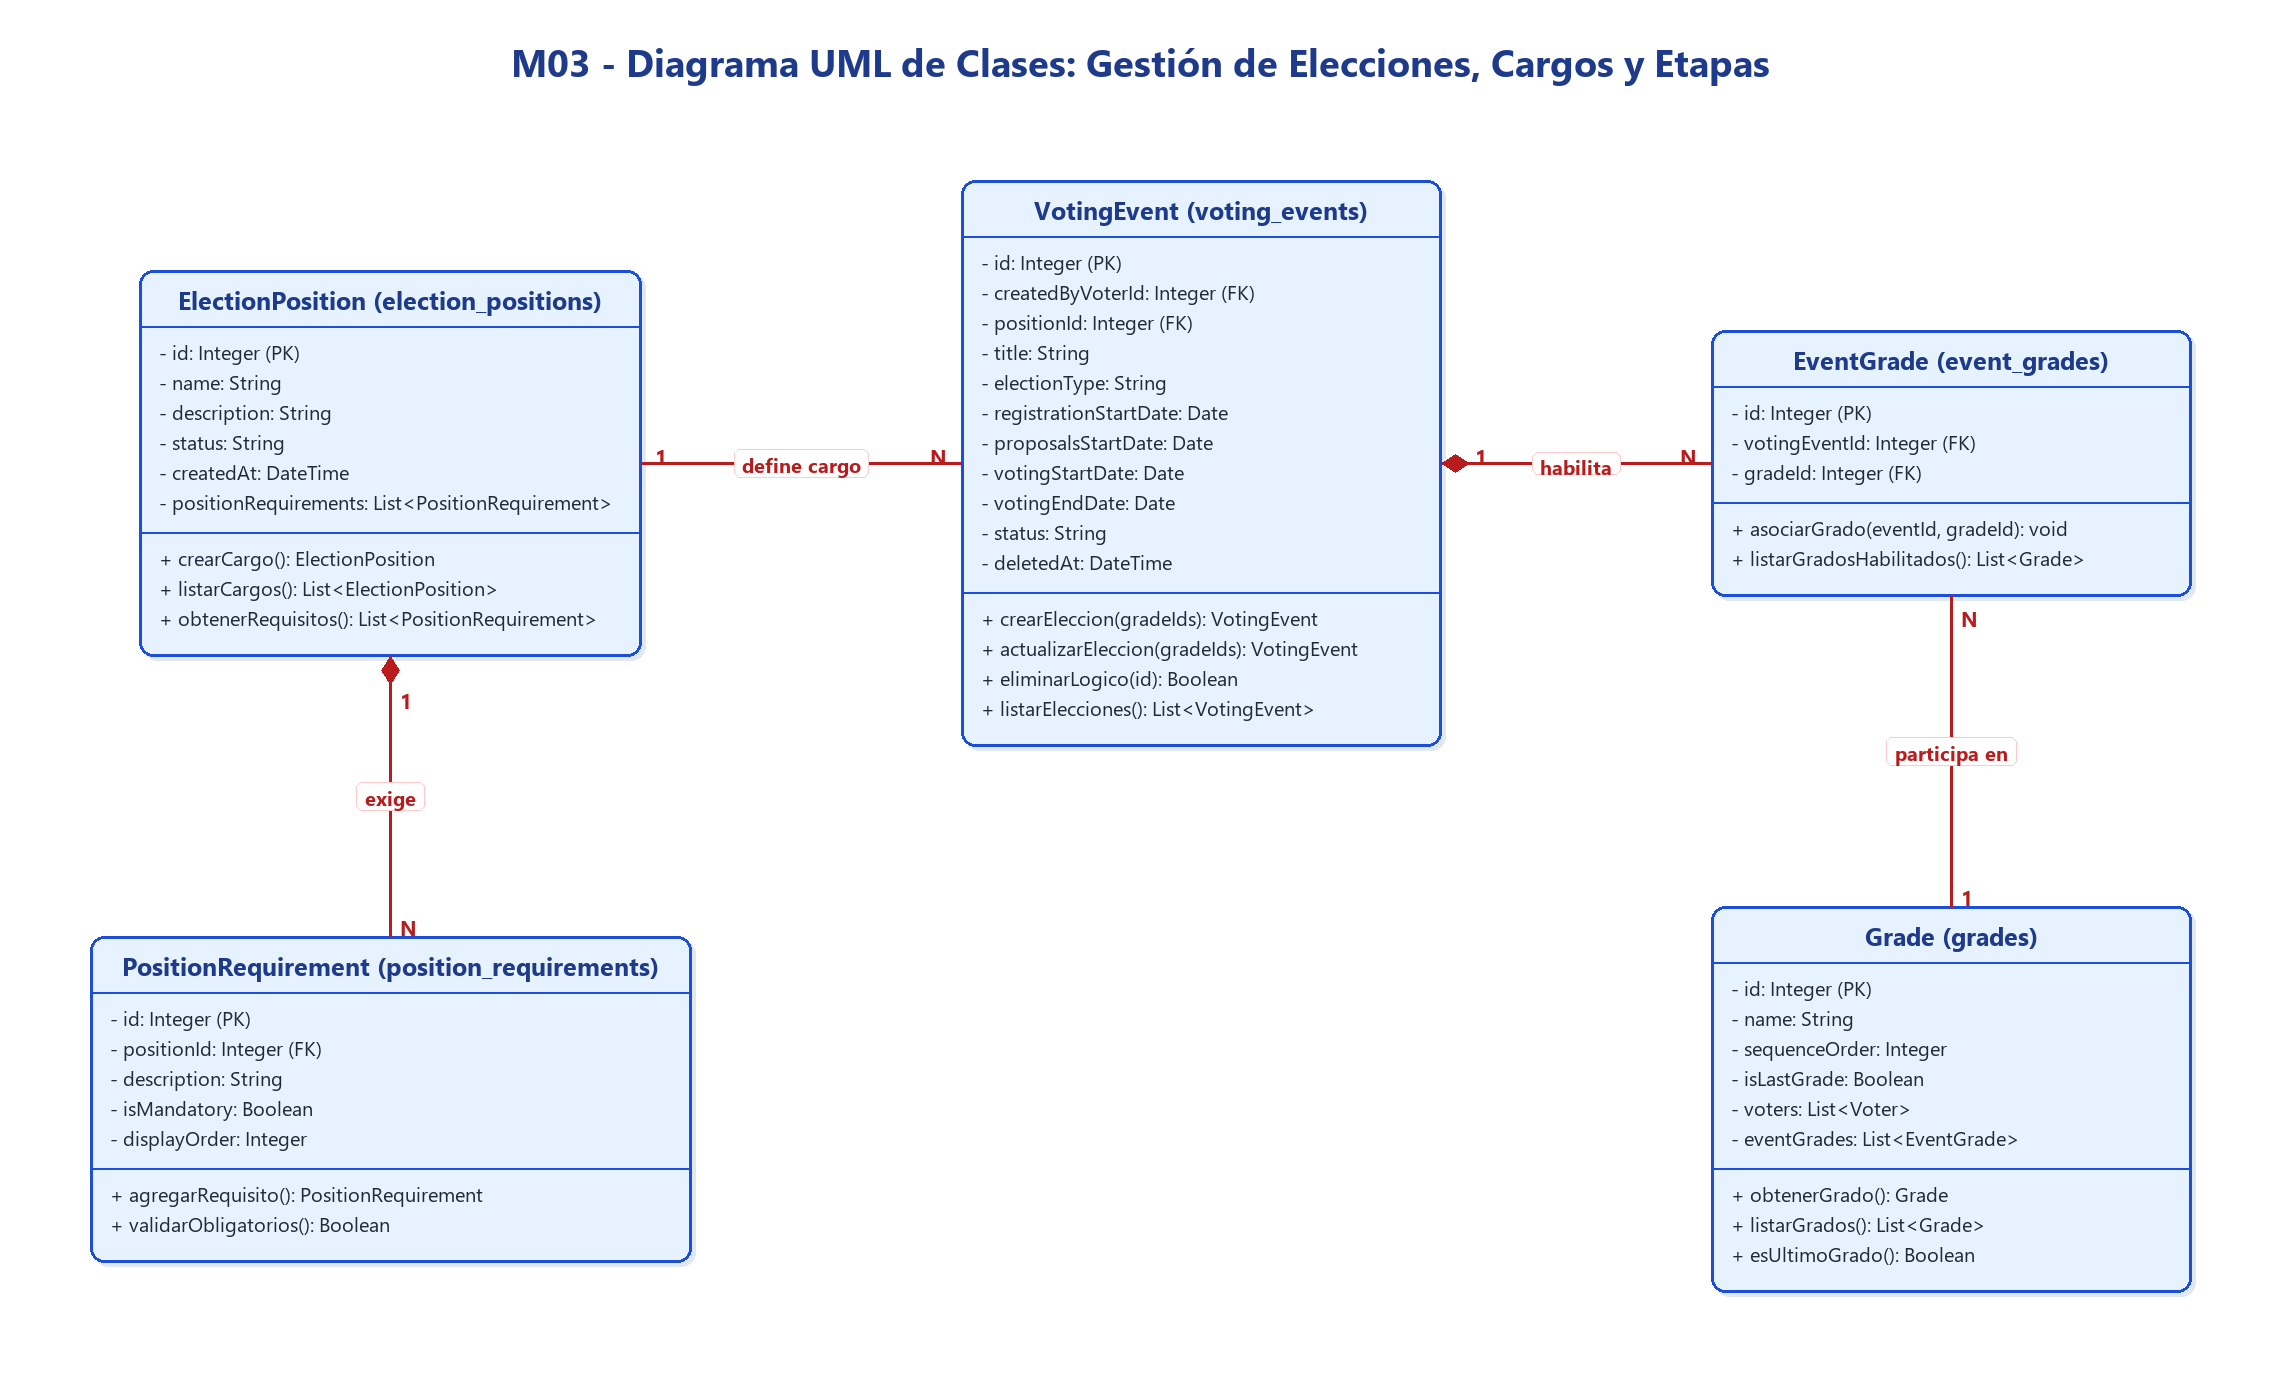 M03 - Diagrama UML de Clases: Gestión de Elecciones, Cargos y Etapas
ElectionPosition (election_positions)
- id: Integer (PK)
- name: String
- description: String
- status: String
- createdAt: DateTime
- positionRequirements: List<PositionRequirement>
+ crearCargo(): ElectionPosition
+ listarCargos(): List<ElectionPosition>
+ obtenerRequisitos(): List<PositionRequirement>
1
define cargo
N
VotingEvent (voting_events)
- id: Integer (PK)
- createdByVoterId: Integer (FK)
- positionId: Integer (FK)
- title: String
- electionType: String
- registrationStartDate: Date
- proposalsStartDate: Date
- votingStartDate: Date
- votingEndDate: Date
- status: String
- deletedAt: DateTime
+ crearEleccion(gradeIds): VotingEvent
+ actualizarEleccion(gradeIds): VotingEvent
+ eliminarLogico(id): Boolean
+ listarElecciones(): List<VotingEvent>
1
habilita
N
EventGrade (event_grades)
- id: Integer (PK)
- votingEventId: Integer (FK)
- gradeId: Integer (FK)
+ asociarGrado(eventId, gradeId): void
+ listarGradosHabilitados(): List<Grade>
1
exige
N
PositionRequirement (position_requirements)
- id: Integer (PK)
- positionId: Integer (FK)
- description: String
- isMandatory: Boolean
- displayOrder: Integer
+ agregarRequisito(): PositionRequirement
+ validarObligatorios(): Boolean
N
participa en
1
Grade (grades)
- id: Integer (PK)
- name: String
- sequenceOrder: Integer
- isLastGrade: Boolean
- voters: List<Voter>
- eventGrades: List<EventGrade>
+ obtenerGrado(): Grade
+ listarGrados(): List<Grade>
+ esUltimoGrado(): Boolean